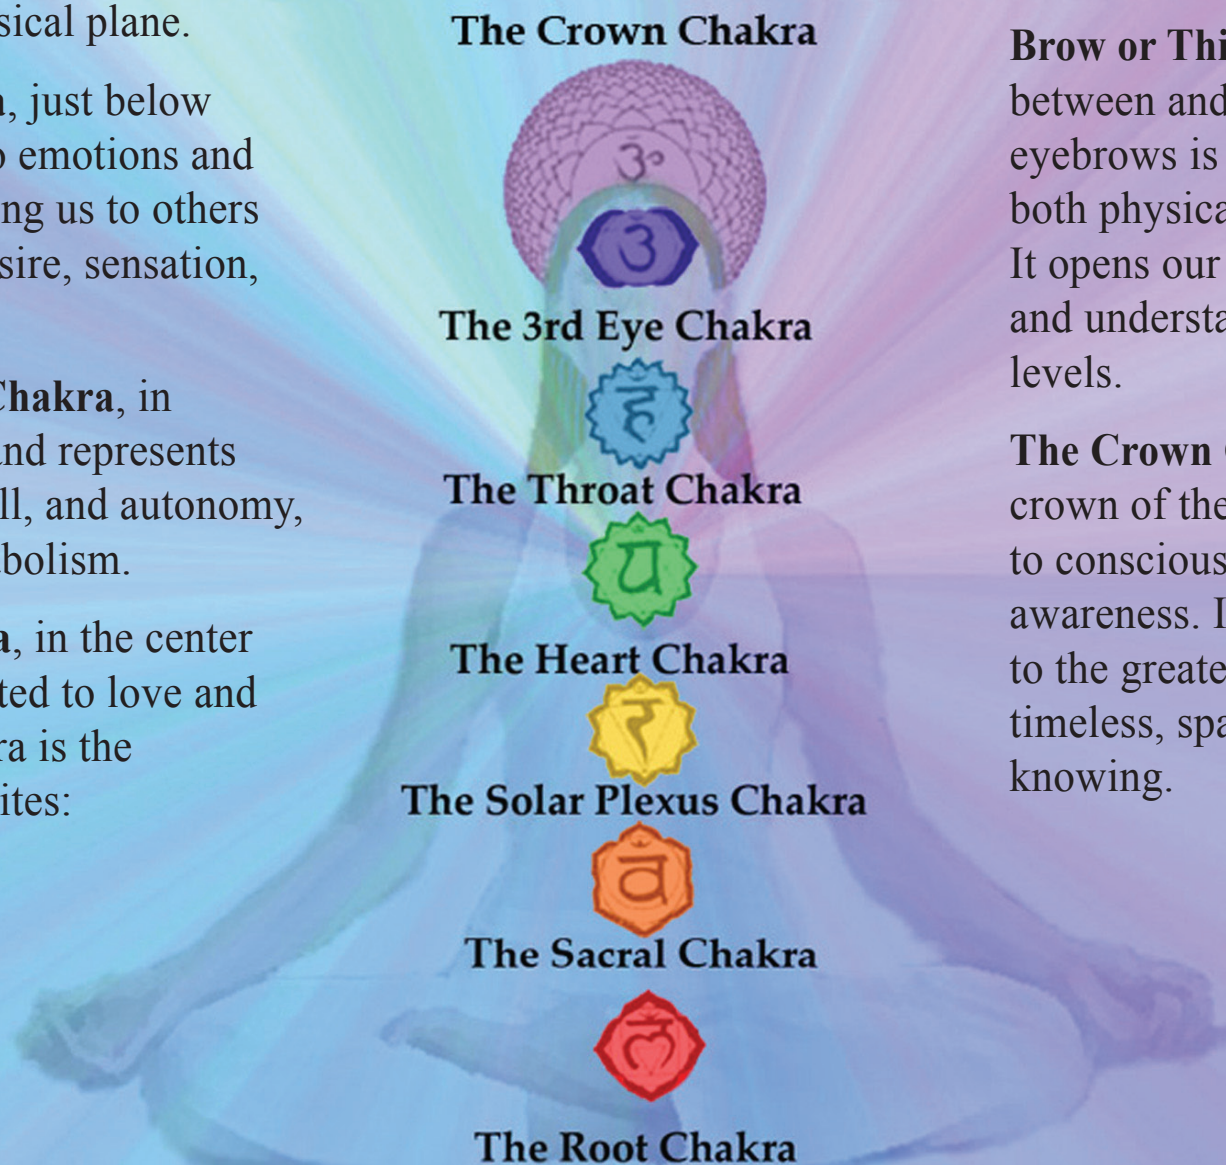 sical plane.
, just below
emotions and
ng us to others
sire, sensation,
Chakra, in
and represents
ll, and autonomy,
bolism.
a, in the center
ted to love and
ra is the
ites:
The Crown Chakra
ॐ
ॐ
The 3rd Eye Chakra
हं
The Throat Chakra
The Heart Chakra
रं
The Solar Plexus Chakra
वं
The Sacral Chakra
लं
The Root Chakra
Brow or Thi
between and
eyebrows is
both physica
It opens our
and understa
levels.
The Crown
crown of the
to conscious
awareness. I
to the greate
timeless, spa
knowing.